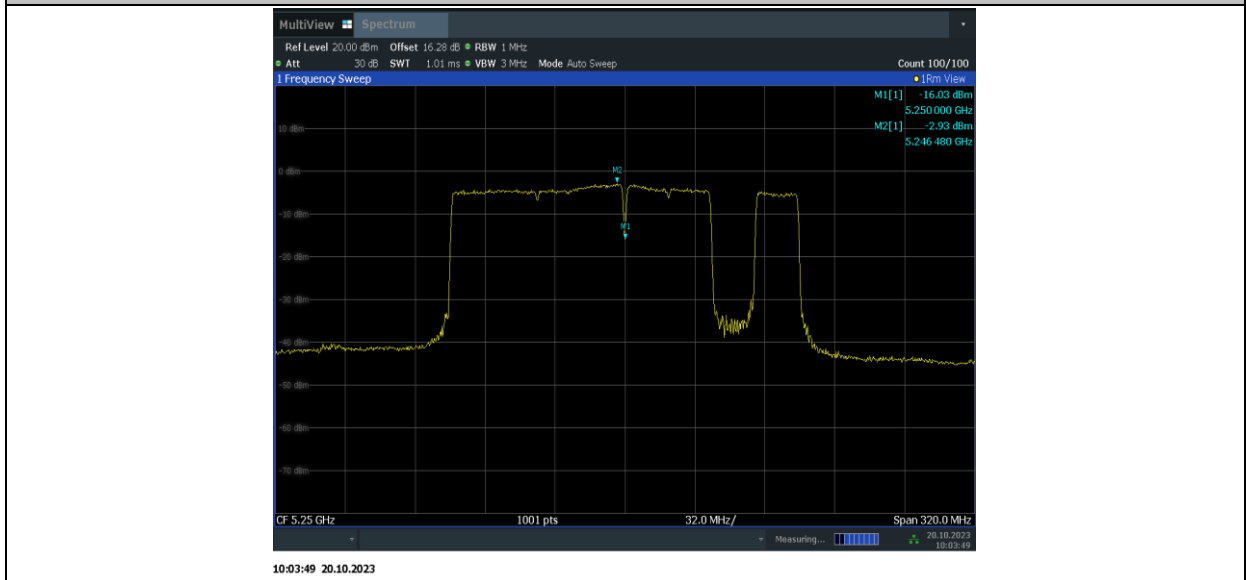 MultiView Spectrum
Ref Level 20.00 dBm Offset 16.28 dB RBW 1 MHz
Att 30 dB SWT 1.01 ms VBW 3 MHz Mode Auto Sweep Count 100/100
1 Frequency Sweep 1Rm View
M1[1] -16.03 dBm
5.250 000 GHz
M2[1] -2.93 dBm
5.246 480 GHz
10 dBm
0 dBm
M2
-10 dBm
M1
-20 dBm
-30 dBm
-40 dBm
-50 dBm
-60 dBm
-70 dBm
CF 5.25 GHz 1001 pts 32.0 MHz/ Span 320.0 MHz
Measuring... 20.10.2023
10:03:49
10:03:49 20.10.2023